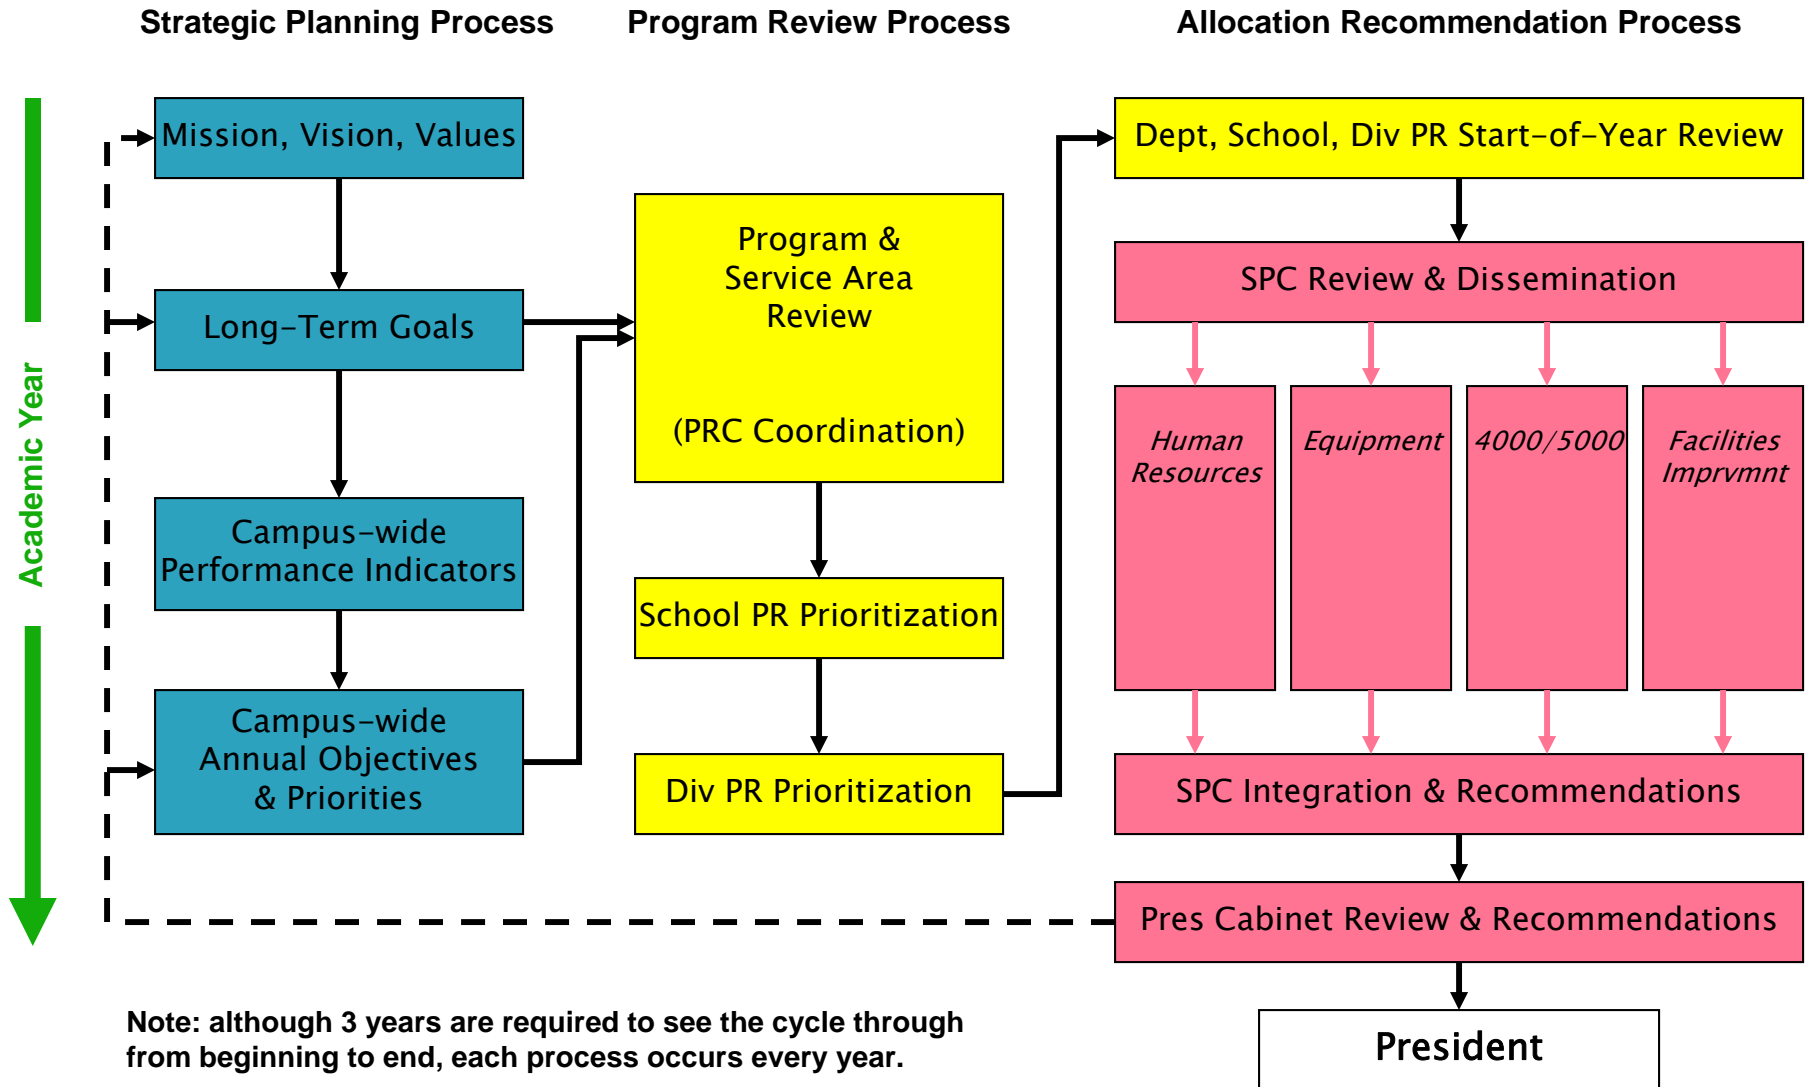 Strategic Planning Process
Program Review Process
Allocation Recommendation Process
Academic Year
Mission, Vision, Values
Long-Term Goals
Campus-wide
Performance Indicators
Campus-wide
Annual Objectives
& Priorities
Program &
Service Area
Review
(PRC Coordination)
School PR Prioritization
Div PR Prioritization
Dept, School, Div PR Start-of-Year Review
SPC Review & Dissemination
Human
Resources
Equipment
4000/5000
Facilities
Imprvmnt
SPC Integration & Recommendations
Pres Cabinet Review & Recommendations
President
Note: although 3 years are required to see the cycle through
from beginning to end, each process occurs every year.